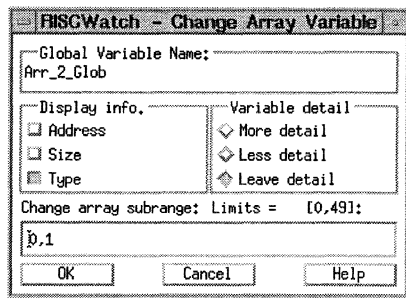 RISCWatch - Change Array Variable
Global Variable Name:
Arr_2_Glob
Display info.
Address
Size
Type
Variable detail
More detail
Less detail
Leave detail
Change array subrange: Limits = [0,49]:
0,1
OK Cancel Help